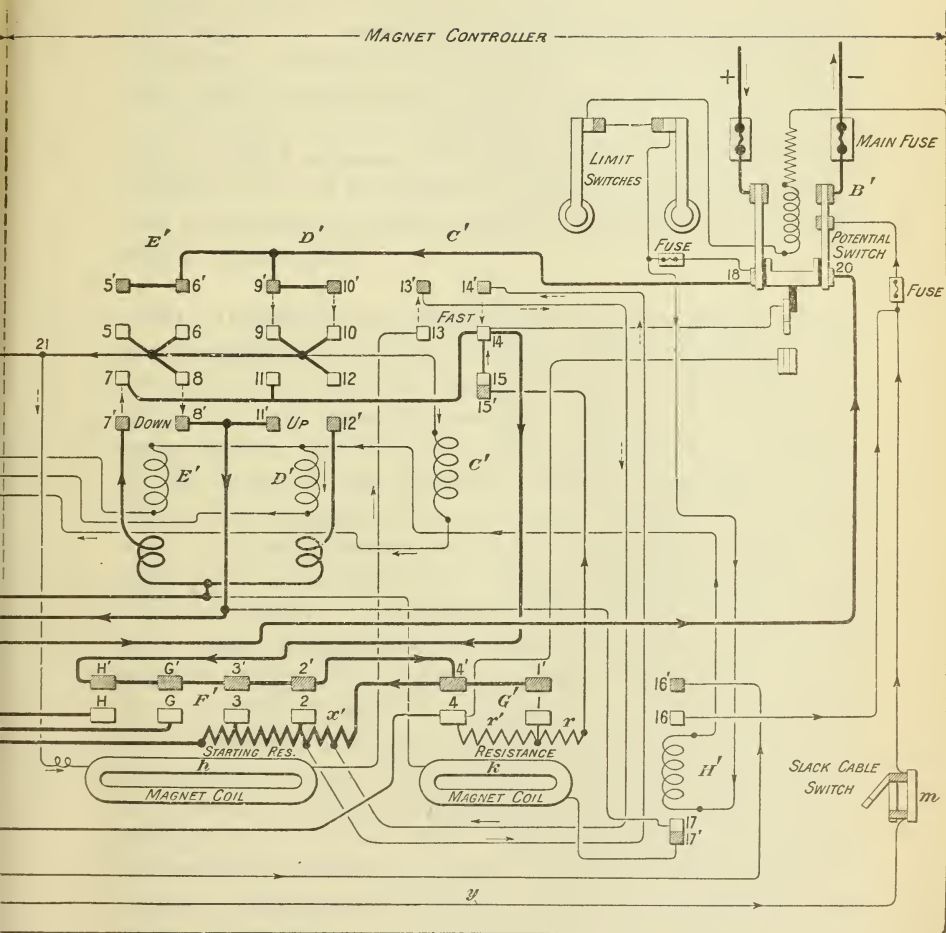 MAGNET CONTROLLER
+ −
MAIN FUSE
LIMIT
SWITCHES
B'
POTENTIAL
SWITCH
E' D' C'
FUSE
18 20
FUSE
5' 6' 9' 10' 13' 14'
FAST
5 6 9 10 13 14
21
7 8 11 12 15
15'
7' DOWN 8' 11' UP 12'
E' D' C'
H' G' 3' 2' 4' 1'
F' G'
16'
H G 3 2 x' 4 r' 1 r
16
STARTING RES.
RESISTANCE
h k
H'
MAGNET COIL
MAGNET COIL
SLACK CABLE
SWITCH
m
17
17'
y